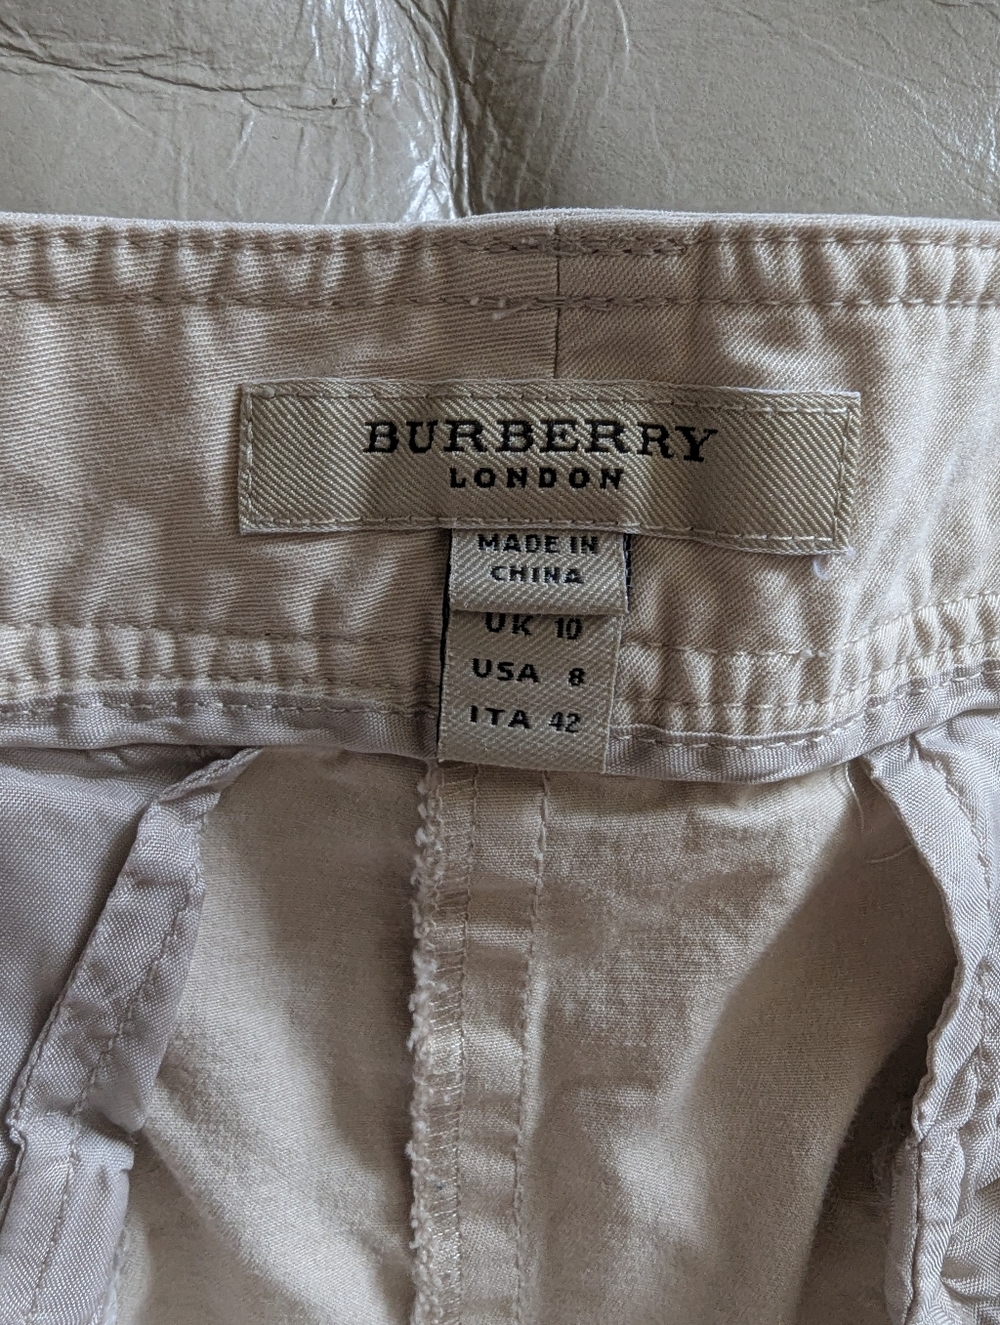 BURBERRY
LONDON
MADE IN
CHINA
UK 10
USA 8
ITA 42